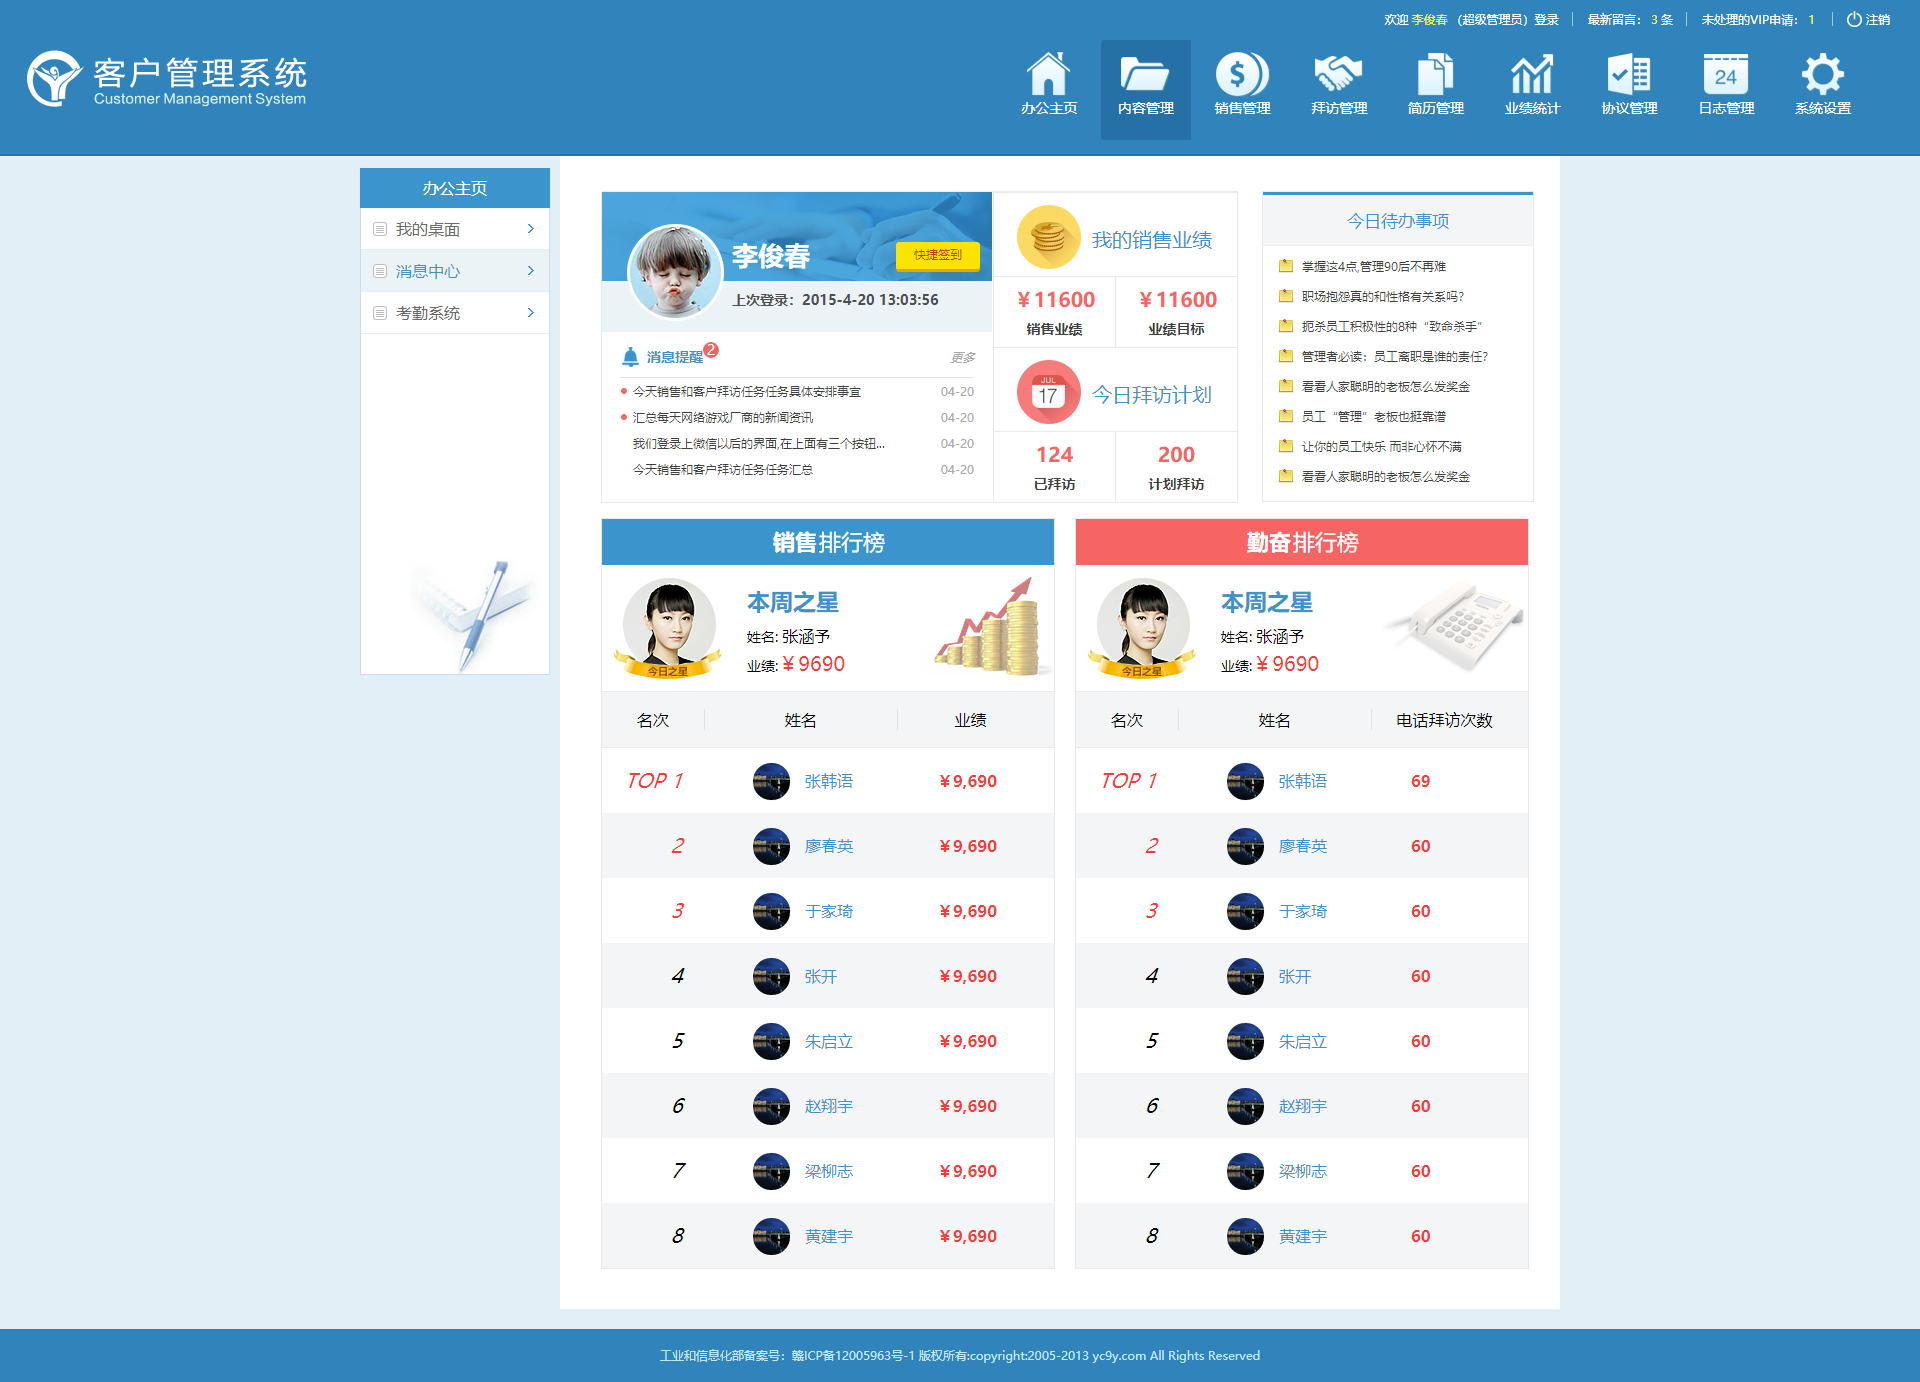 欢迎 李俊春 （超级管理员）登录 最新留言： 3 条 未处理的VIP申请： 1 注销
客户管理系统
Customer Management System
办公主页 内容管理 销售管理 拜访管理 简历管理 业绩统计 协议管理 日志管理 系统设置
24
办公主页
我的桌面
消息中心
考勤系统
李俊春
快捷签到
上次登录：2015-4-20 13:03:56
消息提醒 2 更多
今天销售和客户拜访任务任务具体安排事宜 04-20
汇总每天网络游戏厂商的新闻资讯 04-20
我们登录上微信以后的界面,在上面有三个按钮... 04-20
今天销售和客户拜访任务任务汇总 04-20
我的销售业绩
￥11600 ￥11600
销售业绩 业绩目标
JUL
17
今日拜访计划
124 200
已拜访 计划拜访
今日待办事项
掌握这4点,管理90后不再难
职场抱怨真的和性格有关系吗?
扼杀员工积极性的8种“致命杀手”
管理者必读：员工离职是谁的责任?
看看人家聪明的老板怎么发奖金
员工“管理”老板也挺靠谱
让你的员工快乐 而非心怀不满
看看人家聪明的老板怎么发奖金
销售排行榜
今日之星
本周之星
姓名: 张涵予
业绩: ￥9690
名次 姓名 业绩
TOP 1 张韩语 ￥9,690
2 廖春英 ￥9,690
3 于家琦 ￥9,690
4 张开 ￥9,690
5 朱启立 ￥9,690
6 赵翔宇 ￥9,690
7 梁柳志 ￥9,690
8 黄建宇 ￥9,690
勤奋排行榜
今日之星
本周之星
姓名: 张涵予
业绩: ￥9690
名次 姓名 电话拜访次数
TOP 1 张韩语 69
2 廖春英 60
3 于家琦 60
4 张开 60
5 朱启立 60
6 赵翔宇 60
7 梁柳志 60
8 黄建宇 60
工业和信息化部备案号：赣ICP备12005963号-1 版权所有:copyright:2005-2013 yc9y.com All Rights Reserved